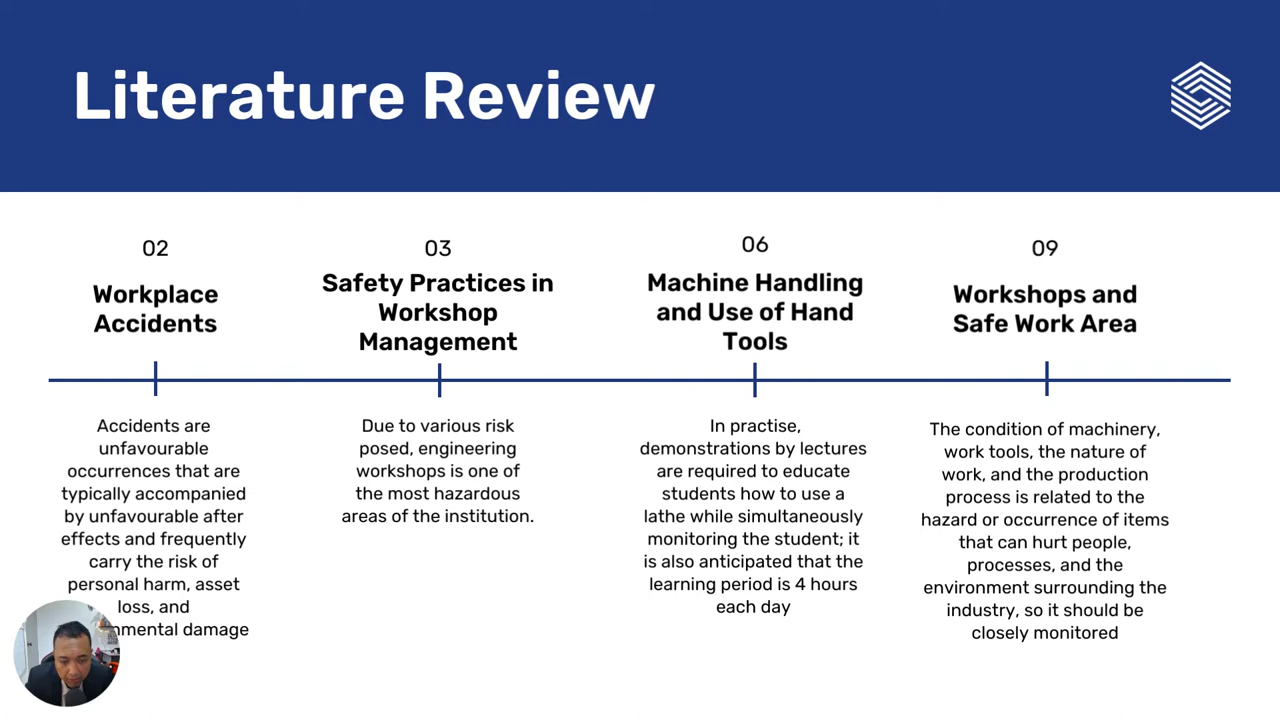 Literature Review
02
Workplace
Accidents
Accidents are
unfavourable
occurrences that are
typically accompanied
by unfavourable after
effects and frequently
carry the risk of
personal harm, asset
loss, and
damage
03
Safety Practices in
Workshop
Management
Due to various risk
posed, engineering
workshops is one of
the most hazardous
areas of the institution.
06
Machine Handling
and Use of Hand
Tools
In practise,
demonstrations by lectures
are required to educate
students how to use a
lathe while simultaneously
monitoring the student; it
is also anticipated that the
learning period is 4 hours
each day
09
Workshops and
Safe Work Area
The condition of machinery,
work tools, the nature of
work, and the production
process is related to the
hazard or occurrence of items
that can hurt people,
processes, and the
environment surrounding the
industry, so it should be
closely monitored